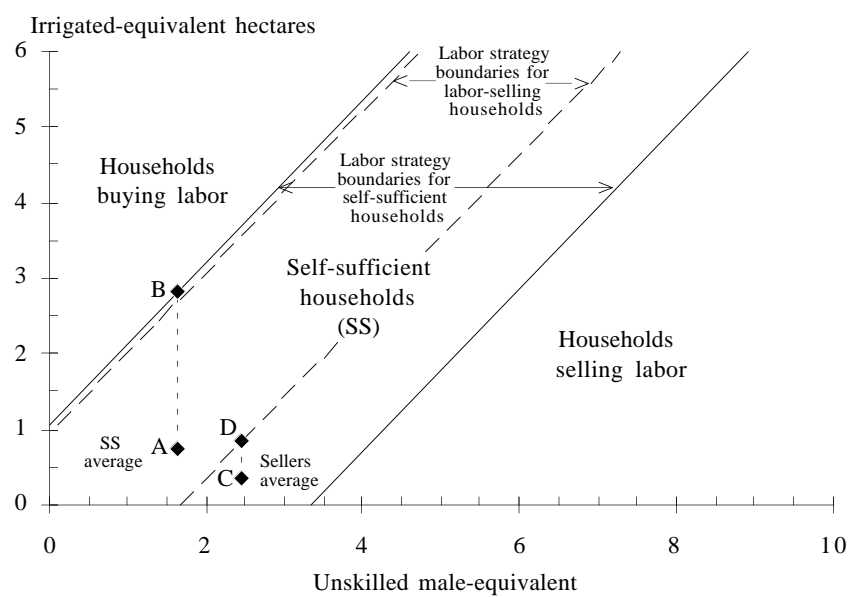 Irrigated-equivalent hectares
6
5
4
3
2
1
0
Labor strategy
boundaries for
labor-selling
households
Households
buying labor
Labor strategy
boundaries for
self-sufficient
households
B
Self-sufficient
households
(SS)
Households
selling labor
SS
average
A
D
C
Sellers
average
0
2
4
6
8
10
Unskilled male-equivalent